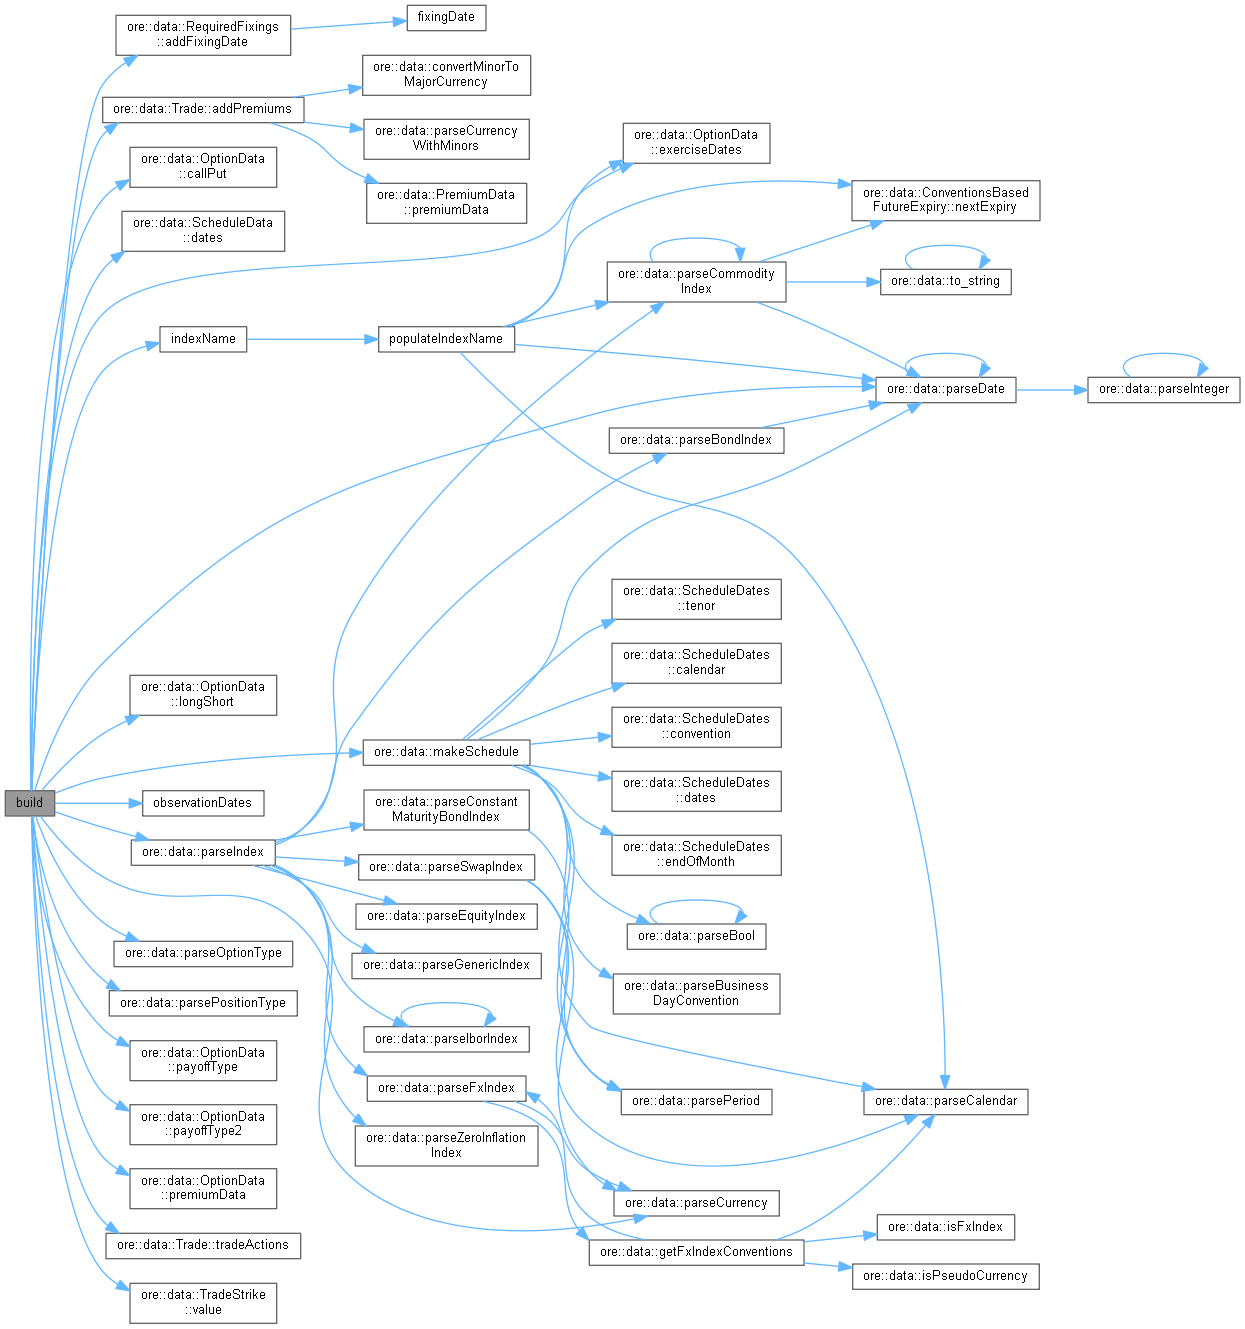 build
ore::data::RequiredFixings
::addFixingDate
fixingDate
ore::data::Trade::addPremiums
ore::data::convertMinorTo
MajorCurrency
ore::data::parseCurrency
WithMinors
ore::data::PremiumData
::premiumData
ore::data::OptionData
::callPut
ore::data::ScheduleData
::dates
ore::data::OptionData
::exerciseDates
indexName
populateIndexName
ore::data::parseCommodity
Index
ore::data::ConventionsBased
FutureExpiry::nextExpiry
ore::data::to_string
ore::data::parseDate
ore::data::parseInteger
ore::data::parseBondIndex
ore::data::OptionData
::longShort
ore::data::makeSchedule
ore::data::ScheduleDates
::tenor
ore::data::ScheduleDates
::calendar
ore::data::ScheduleDates
::convention
ore::data::ScheduleDates
::dates
ore::data::ScheduleDates
::endOfMonth
ore::data::parseBool
ore::data::parseBusiness
DayConvention
ore::data::parsePeriod
ore::data::parseCalendar
observationDates
ore::data::parseIndex
ore::data::parseConstant
MaturityBondIndex
ore::data::parseSwapIndex
ore::data::parseEquityIndex
ore::data::parseGenericIndex
ore::data::parseIborIndex
ore::data::parseFxIndex
ore::data::parseZeroInflation
Index
ore::data::parseCurrency
ore::data::getFxIndexConventions
ore::data::isFxIndex
ore::data::isPseudoCurrency
ore::data::parseOptionType
ore::data::parsePositionType
ore::data::OptionData
::payoffType
ore::data::OptionData
::payoffType2
ore::data::OptionData
::premiumData
ore::data::Trade::tradeActions
ore::data::TradeStrike
::value